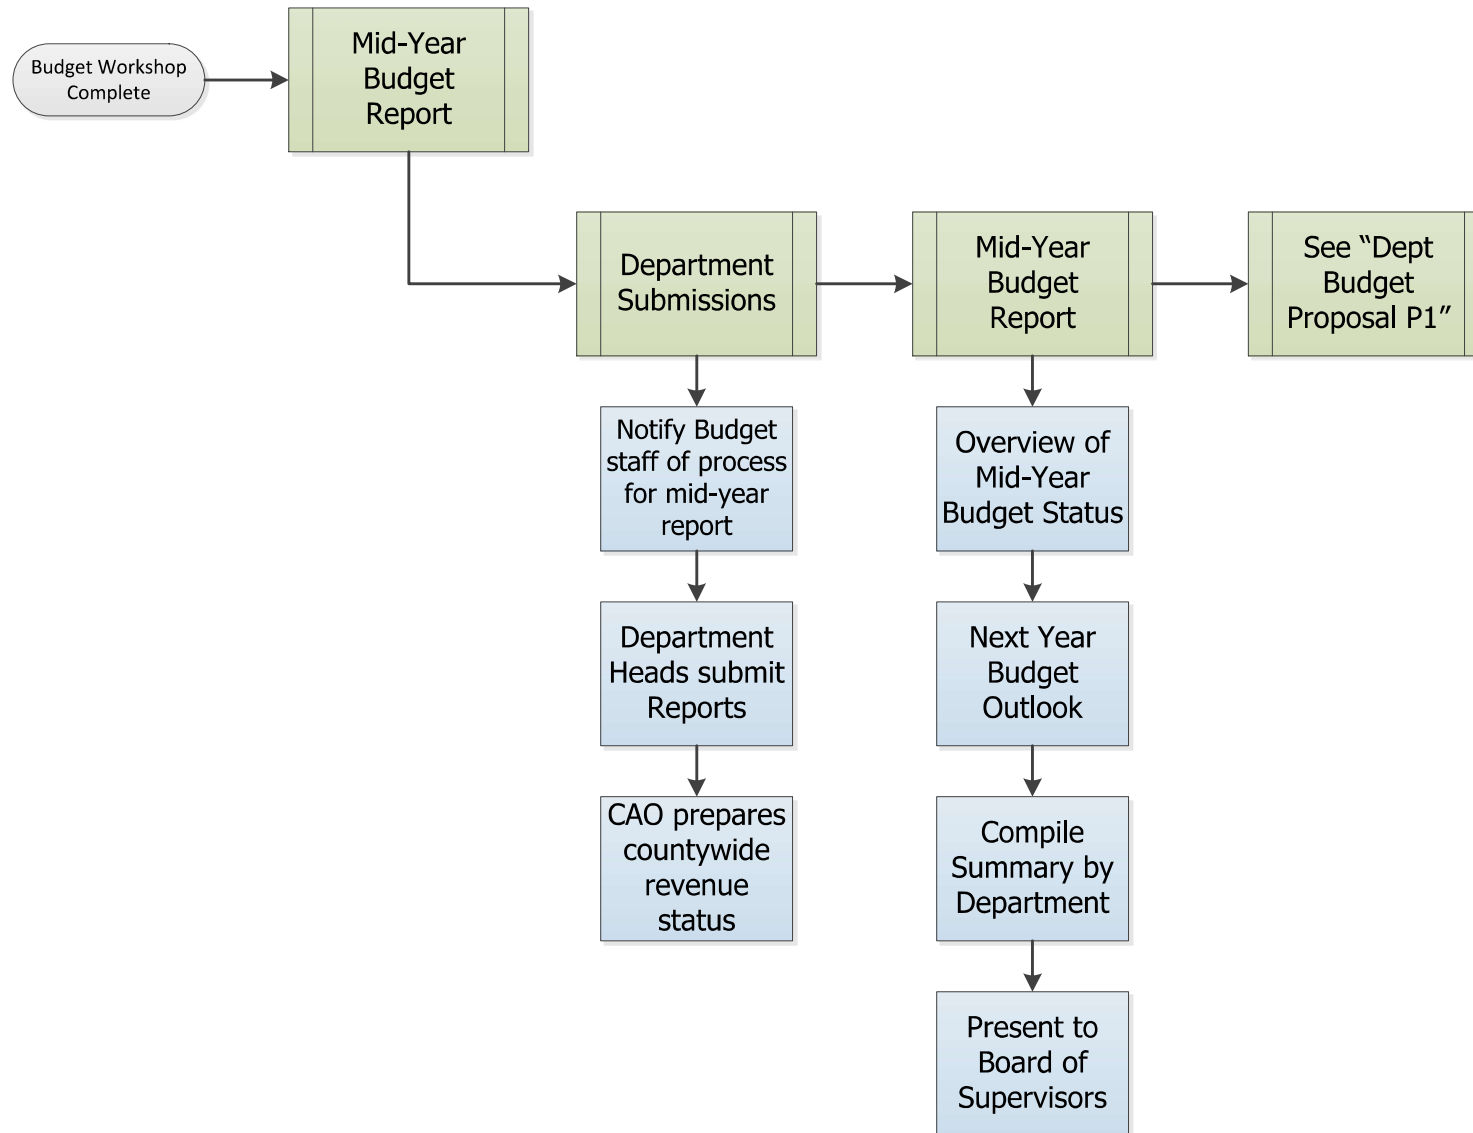 Budget Workshop
Complete
Mid-Year
Budget
Report
Department
Submissions
Mid-Year
Budget
Report
See “Dept
Budget
Proposal P1”
Notify Budget
staff of process
for mid-year
report
Department
Heads submit
Reports
CAO prepares
countywide
revenue
status
Overview of
Mid-Year
Budget Status
Next Year
Budget
Outlook
Compile
Summary by
Department
Present to
Board of
Supervisors